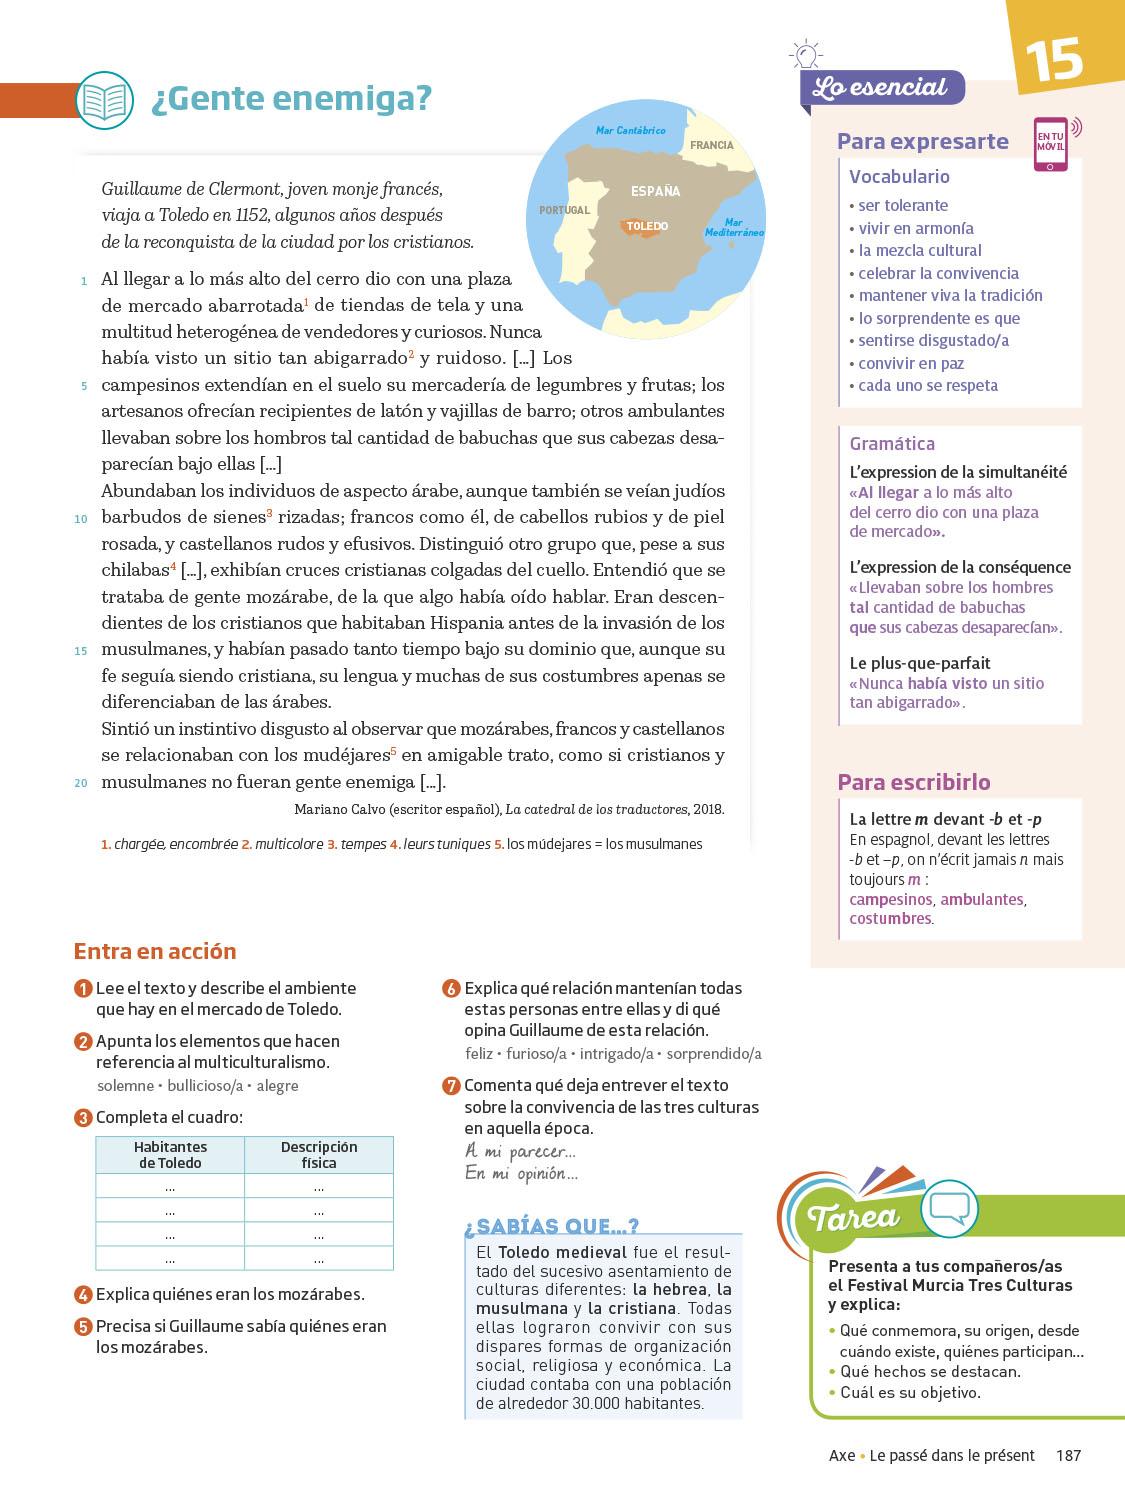 15
¿Gente enemiga?
Mar Cantábrico
FRANCIA
ESPAÑA
PORTUGAL
TOLEDO
Mar
Mediterráneo
Guillaume de Clermont, joven monje francés,
viaja a Toledo en 1152, algunos años después
de la reconquista de la ciudad por los cristianos.
1 Al llegar a lo más alto del cerro dio con una plaza
de mercado abarrotada1 de tiendas de tela y una
multitud heterogénea de vendedores y curiosos. Nunca
había visto un sitio tan abigarrado2 y ruidoso. [...] Los
5 campesinos extendían en el suelo su mercadería de legumbres y frutas; los
artesanos ofrecían recipientes de latón y vajillas de barro; otros ambulantes
llevaban sobre los hombros tal cantidad de babuchas que sus cabezas desa-
parecían bajo ellas [...]
Abundaban los individuos de aspecto árabe, aunque también se veían judíos
10 barbudos de sienes3 rizadas; francos como él, de cabellos rubios y de piel
rosada, y castellanos rudos y efusivos. Distinguió otro grupo que, pese a sus
chilabas4 [...], exhibían cruces cristianas colgadas del cuello. Entendió que se
trataba de gente mozárabe, de la que algo había oído hablar. Eran descen-
dientes de los cristianos que habitaban Hispania antes de la invasión de los
15 musulmanes, y habían pasado tanto tiempo bajo su dominio que, aunque su
fe seguía siendo cristiana, su lengua y muchas de sus costumbres apenas se
diferenciaban de las árabes.
Sintió un instintivo disgusto al observar que mozárabes, francos y castellanos
se relacionaban con los mudéjares5 en amigable trato, como si cristianos y
20 musulmanes no fueran gente enemiga [...].
Mariano Calvo (escritor español), La catedral de los traductores, 2018.
1. chargée, encombrée 2. multicolore 3. tempes 4. leurs tuniques 5. los múdejares = los musulmanes
Entra en acción
1 Lee el texto y describe el ambiente
que hay en el mercado de Toledo.
2 Apunta los elementos que hacen
referencia al multiculturalismo.
solemne • bullicioso/a • alegre
3 Completa el cuadro:
Habitantes
de Toledo
Descripción
física
... ...
... ...
... ...
... ...
4 Explica quiénes eran los mozárabes.
5 Precisa si Guillaume sabía quiénes eran
los mozárabes.
6 Explica qué relación mantenían todas
estas personas entre ellas y di qué
opina Guillaume de esta relación.
feliz • furioso/a • intrigado/a • sorprendido/a
7 Comenta qué deja entrever el texto
sobre la convivencia de las tres culturas
en aquella época.
A mi parecer...
En mi opinión...
¿SABÍAS QUE...?
El Toledo medieval fue el resul-
tado del sucesivo asentamiento de
culturas diferentes: la hebrea, la
musulmana y la cristiana. Todas
ellas lograron convivir con sus
dispares formas de organización
social, religiosa y económica. La
ciudad contaba con una población
de alrededor 30.000 habitantes.
Lo esencial
Para expresarte
EN TU
MÓVIL
Vocabulario
• ser tolerante
• vivir en armonía
• la mezcla cultural
• celebrar la convivencia
• mantener viva la tradición
• lo sorprendente es que
• sentirse disgustado/a
• convivir en paz
• cada uno se respeta
Gramática
L'expression de la simultanéité
«Al llegar a lo más alto
del cerro dio con una plaza
de mercado».
L'expression de la conséquence
«Llevaban sobre los hombres
tal cantidad de babuchas
que sus cabezas desaparecían».
Le plus-que-parfait
«Nunca había visto un sitio
tan abigarrado».
Para escribirlo
La lettre m devant -b et -p
En espagnol, devant les lettres
-b et –p, on n'écrit jamais n mais
toujours m :
campesinos, ambulantes,
costumbres.
Tarea
Presenta a tus compañeros/as
el Festival Murcia Tres Culturas
y explica:
• Qué conmemora, su origen, desde
cuándo existe, quiénes participan...
• Qué hechos se destacan.
• Cuál es su objetivo.
Axe • Le passé dans le présent 187